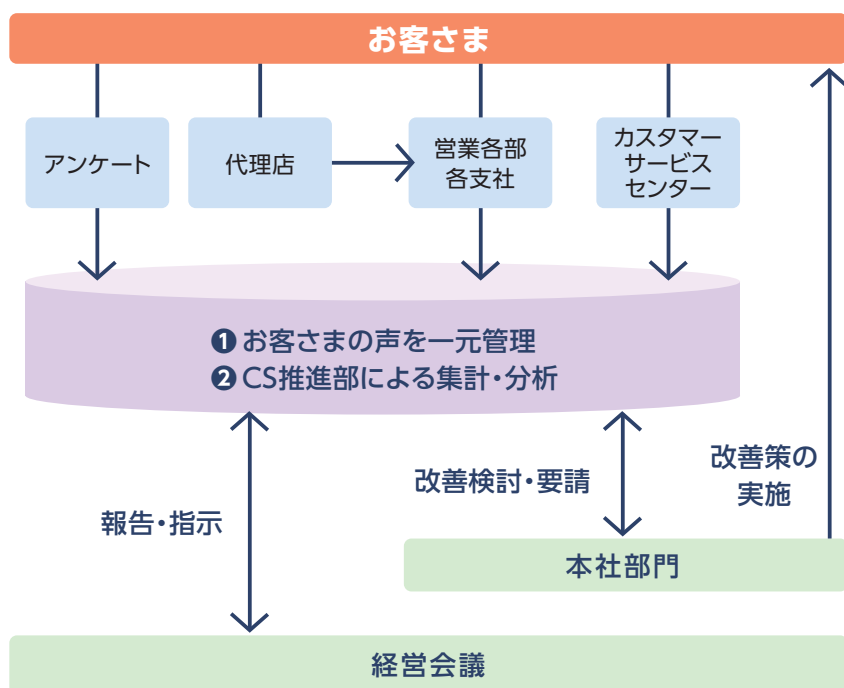 お客さま
アンケート
代理店
営業各部
各支社
カスタマー
サービス
センター
❶ お客さまの声を一元管理
❷ CS推進部による集計・分析
報告・指示
改善検討・要請
改善策の
実施
本社部門
経営会議